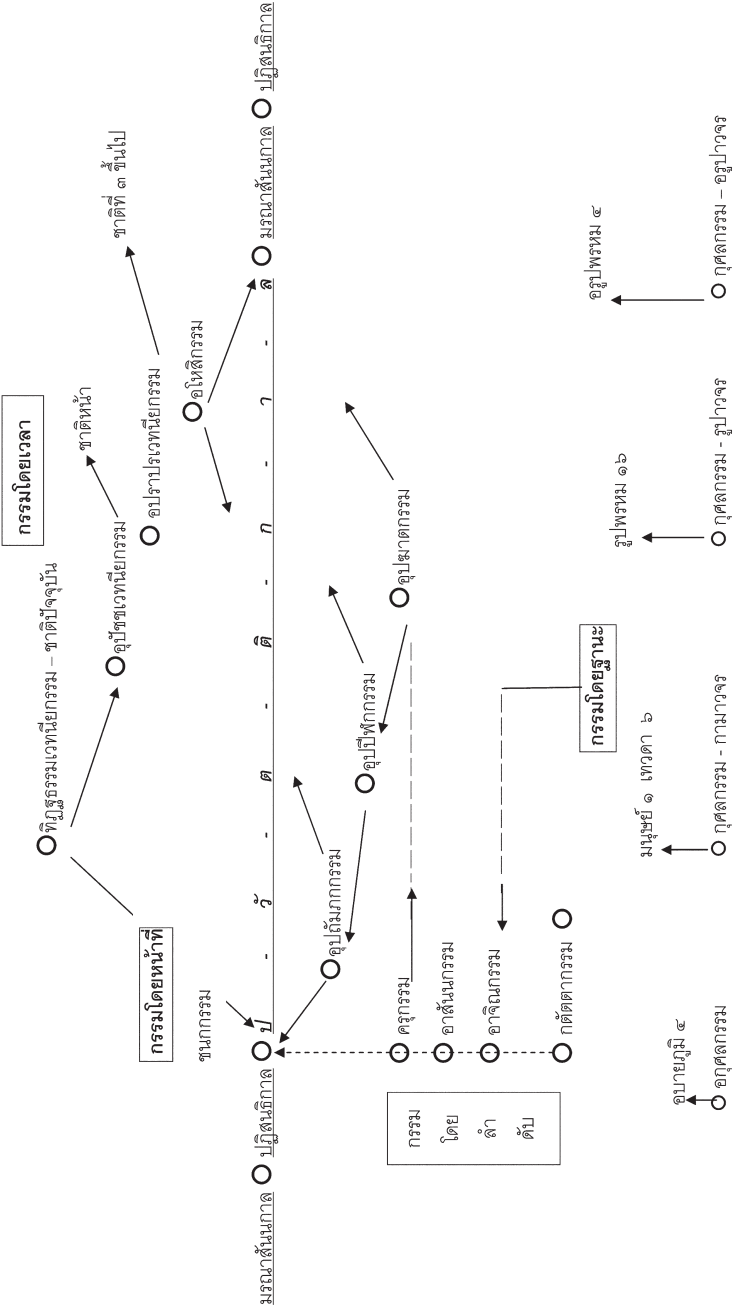 กรรมโดยเวลา
ทิฏฐธรรมเวทนียกรรม – ชาติปัจจุบัน
ชาติหน้า
อุปัชชเวทนียกรรม
ชาติที่ ๓ ขึ้นไป
อปราปรเวทนียกรรม
กรรมโดยหน้าที่
อโหสิกรรม
ชนกกรรม
มรณาสันนกาล ปฏิสนธิกาล ป - วั - ต - ติ - ก - า - ล มรณาสันนกาล ปฏิสนธิกาล
อุปถัมภกกรรม
อุปปีฬกกรรม
อุปฆาตกรรม
กรรม
โดย
ลำ
ดับ
ครุกรรม
อาสันนกรรม
อาจิณกรรม
กตัตตากรรม
กรรมโดยฐานะ
อบายภูมิ ๔ มนุษย์ ๑ เทวดา ๖ รูปพรหม ๑๖ อรูปพรหม ๔
อกุศลกรรม กุศลกรรม - กามาวจร กุศลกรรม - รูปาวจร กุศลกรรม – อรูปาวจร